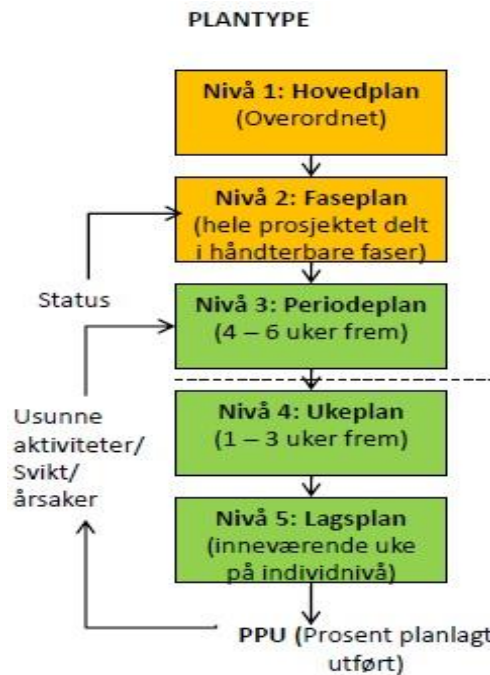 PLANTYPE
Nivå 1: Hovedplan
(Overordnet)
Nivå 2: Faseplan
(hele prosjektet delt
i håndterbare faser)
Status
Nivå 3: Periodeplan
(4 – 6 uker frem)
Usunne
aktiviteter/
Svikt/
årsaker
Nivå 4: Ukeplan
(1 – 3 uker frem)
Nivå 5: Lagsplan
(inneværende uke
på individnivå)
PPU (Prosent planlagt
utført)